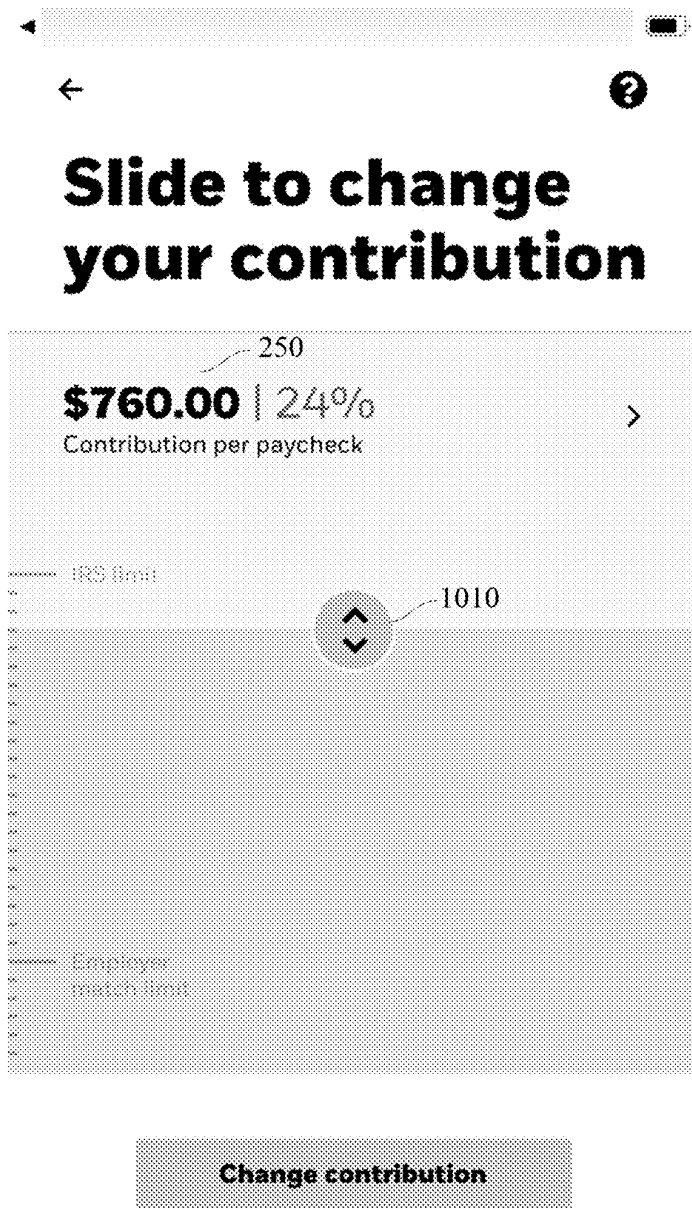 Slide to change
your contribution
250
$760.00 | 24%
Contribution per paycheck
IRS limit
1010
Employer
match limit
Change contribution